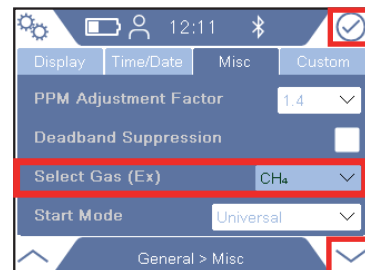 12:11
Display Time/Date Misc Custom
PPM Adjustment Factor 1.4
Deadband Suppression
Select Gas (Ex) CH₄
Start Mode Universal
General > Misc